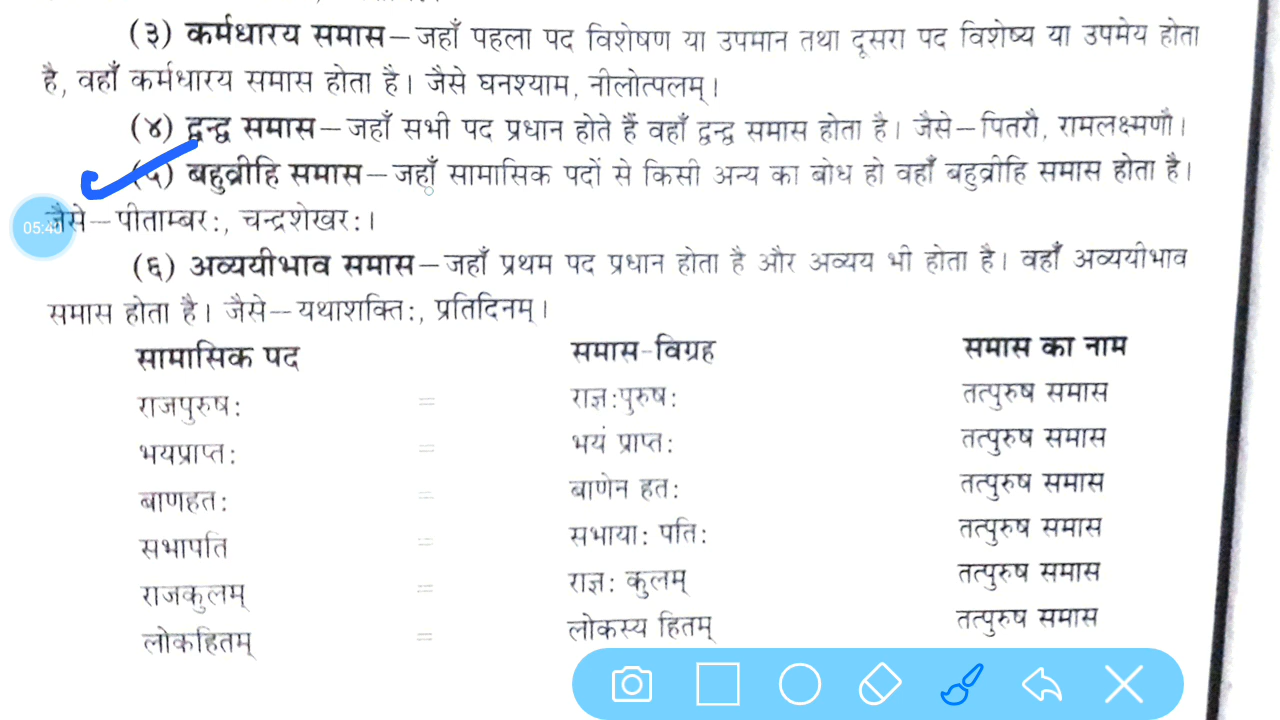 (३) कर्मधारय समास–जहाँ पहला पद विशेषण या उपमान तथा दूसरा पद विशेष्य या उपमेय होता
है, वहाँ कर्मधारय समास होता है। जैसे घनश्याम, नीलोत्पलम्।
(४) द्वन्द्व समास–जहाँ सभी पद प्रधान होते हैं वहाँ द्वन्द्व समास होता है। जैसे–पितरौ, रामलक्ष्मणौ।
(५) बहुव्रीहि समास–जहाँ सामासिक पदों से किसी अन्य का बोध हो वहाँ बहुव्रीहि समास होता है।
05:40
जैसे–पीताम्बर:, चन्द्रशेखर:।
(६) अव्ययीभाव समास–जहाँ प्रथम पद प्रधान होता है और अव्यय भी होता है। वहाँ अव्ययीभाव
समास होता है। जैसे–यथाशक्ति:, प्रतिदिनम्।
सामासिक पद समास-विग्रह समास का नाम
राजपुरुष: = राज्ञ:पुरुष: तत्पुरुष समास
भयप्राप्त: = भयं प्राप्त: तत्पुरुष समास
बाणहत: = बाणेन हत: तत्पुरुष समास
सभापति = सभाया: पति: तत्पुरुष समास
राजकुलम् = राज्ञ: कुलम् तत्पुरुष समास
लोकहितम् = लोकस्य हितम् तत्पुरुष समास